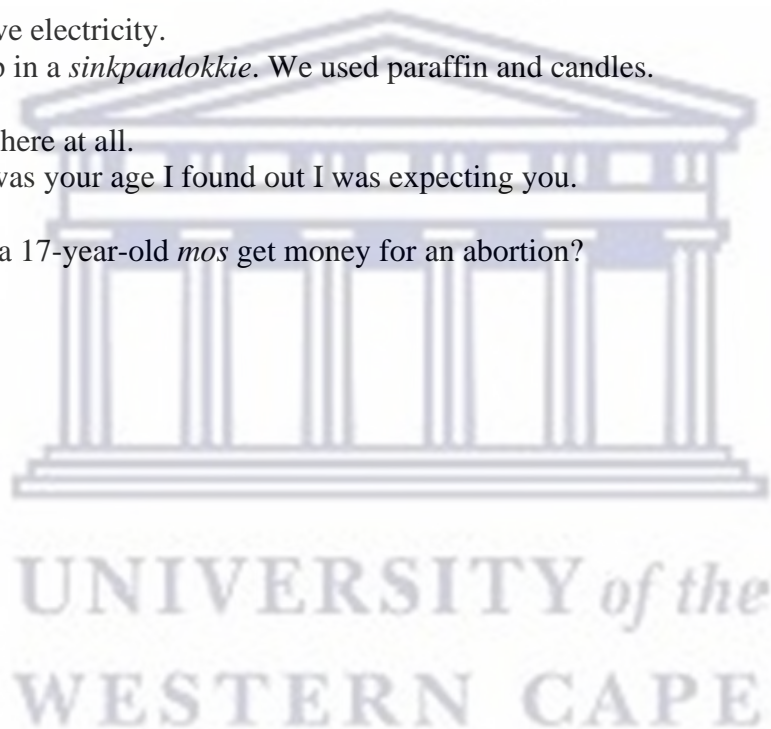 ve electricity.
in a sinkpandokkie. We used paraffin and candles.
here at all.
was your age I found out I was expecting you.
a 17-year-old mos get money for an abortion?
UNIVERSITY of the
WESTERN CAPE